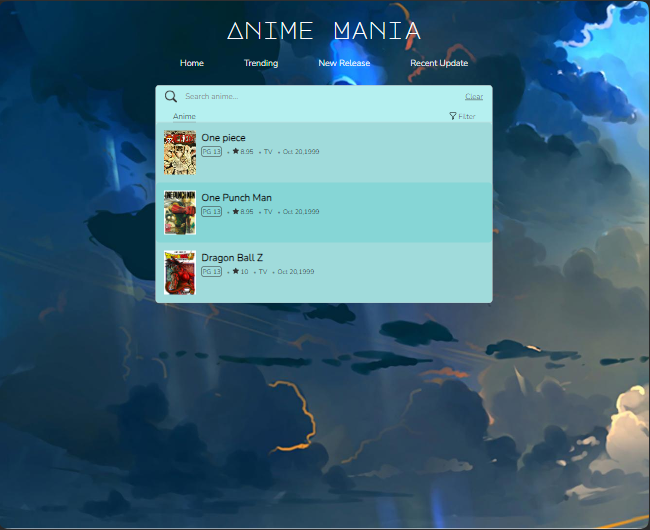 ANIME MANIA
Home Trending New Release Recent Update
Search anime... Clear
Anime Filter
One piece
PG 13 • ★ 8.95 • TV • Oct 20,1999
One Punch Man
PG 13 • ★ 8.95 • TV • Oct 20,1999
Dragon Ball Z
PG 13 • ★ 10 • TV • Oct 20,1999